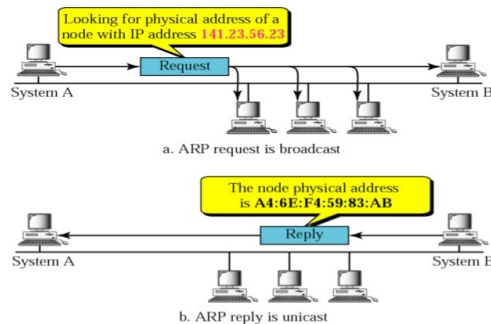 Looking for physical address of a
node with IP address 141.23.56.23
Request
System A
System B
a. ARP request is broadcast
The node physical address
is A4:6E:F4:59:83:AB
Reply
System A
System B
b. ARP reply is unicast